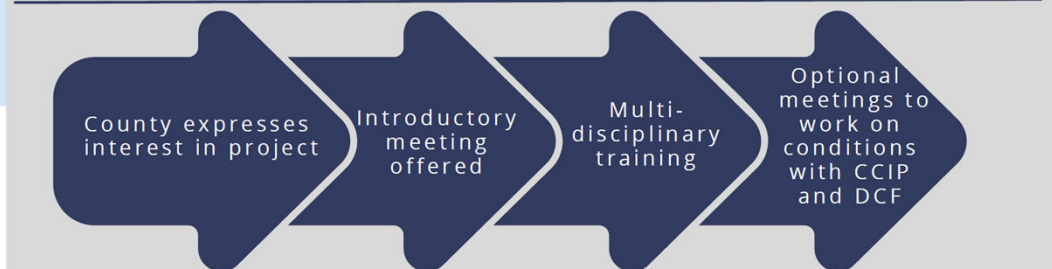 County expresses
interest in project
Introductory
meeting
offered
Multi-
disciplinary
training
Optional
meetings to
work on
conditions
with CCIP
and DCF